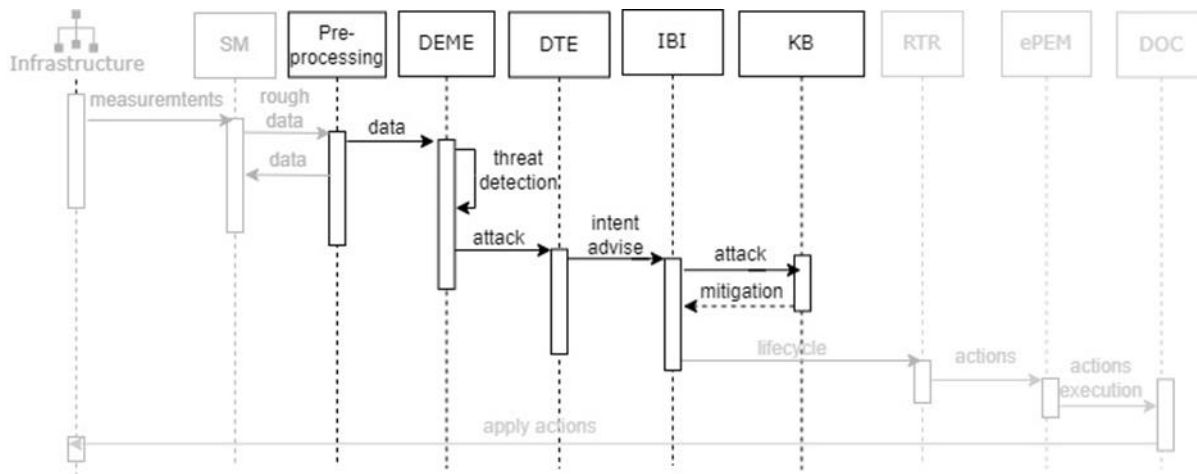 Infrastructure
SM
Pre-
processing
DEME
DTE
IBI
KB
RTR
ePEM
DOC
measuremtents
rough
data
data
data
threat
detection
attack
intent
advise
attack
mitigation
lifecycle
actions
actions
execution
apply actions